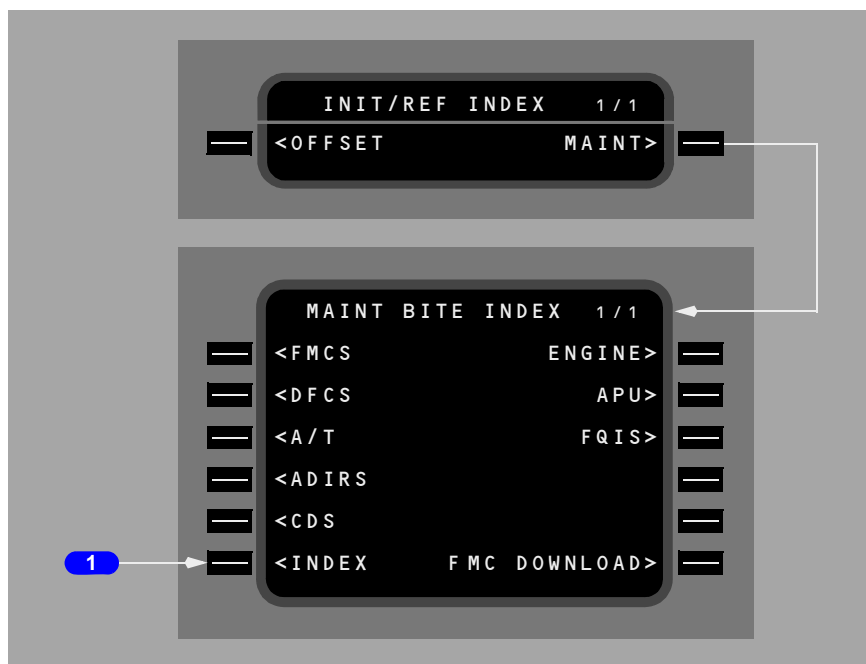 INIT/REF INDEX 1/1
<OFFSET MAINT>
MAINT BITE INDEX 1/1
<FMCS ENGINE>
<DFCS APU>
<A/T FQIS>
<ADIRS
<CDS
1 <INDEX FMC DOWNLOAD>